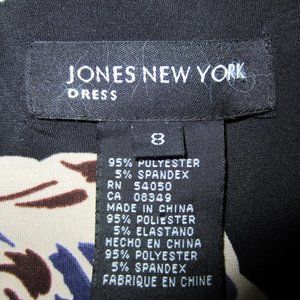 JONES NEW YORK
DRESS
8
95% POLYESTER
5% SPANDEX
RN 54050
CA 08349
MADE IN CHINA
95% POLIESTER
5% ELASTANO
HECHO EN CHINA
95% POLYESTER
5% SPANDEX
FABRIQUE EN CHINE